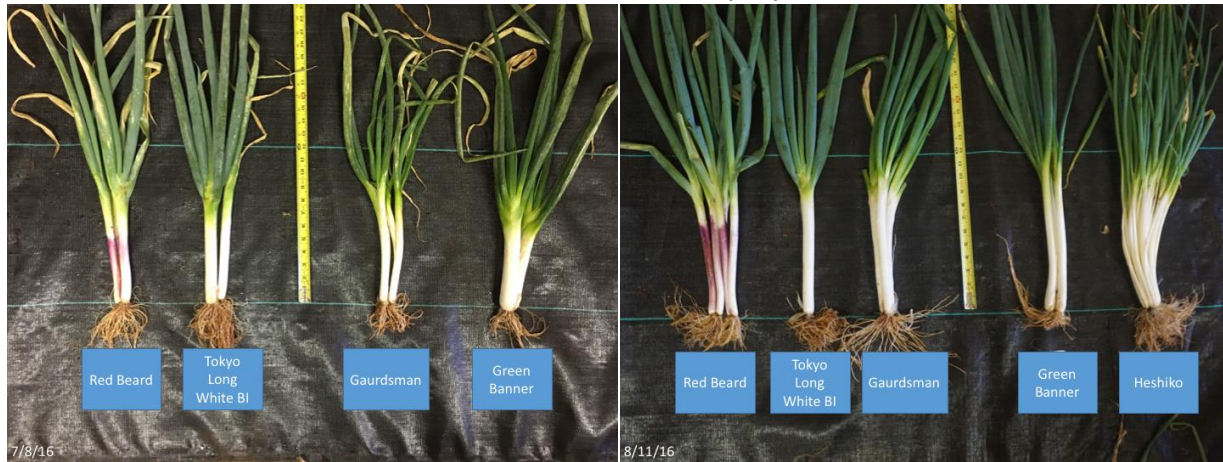 Red Beard
Tokyo
Long
White BI
Gaurdsman
Green
Banner
7/8/16
Red Beard
Tokyo
Long
White BI
Gaurdsman
Green
Banner
Heshiko
8/11/16